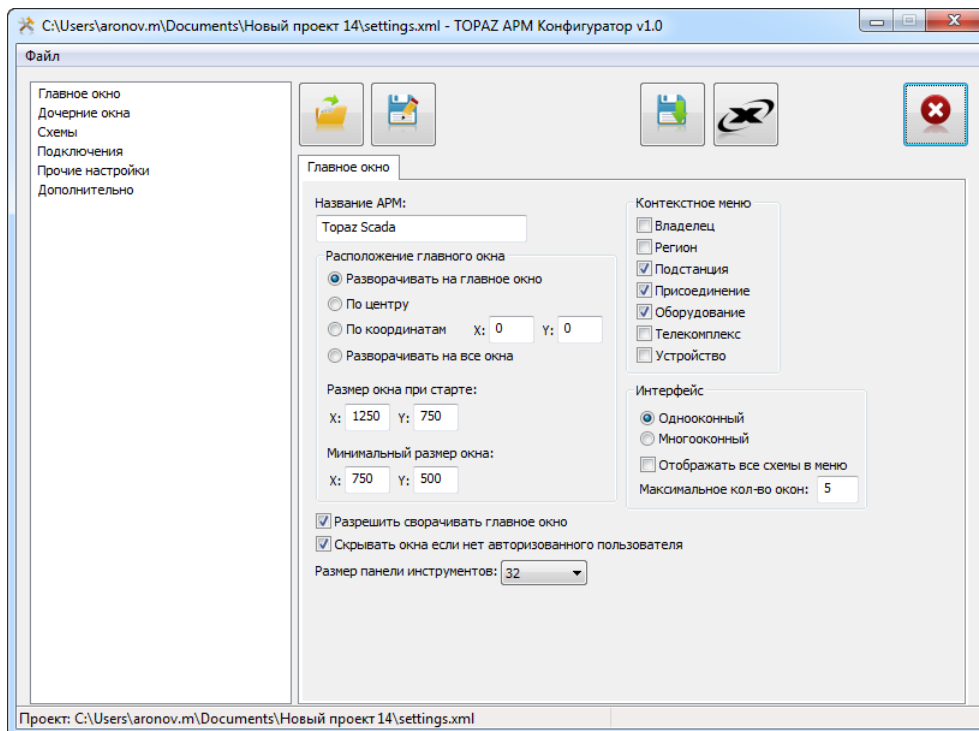 C:\Users\aronov.m\Documents\Новый проект 14\settings.xml - TOPAZ АРМ Конфигуратор v1.0
Файл
Главное окно
Дочерние окна
Схемы
Подключения
Прочие настройки
Дополнительно
Главное окно
Название АРМ:
Topaz Scada
Расположение главного окна
Разворачивать на главное окно
По центру
По координатам X: 0 Y: 0
Разворачивать на все окна
Размер окна при старте:
X: 1250 Y: 750
Минимальный размер окна:
X: 750 Y: 500
Контекстное меню
Владелец
Регион
Подстанция
Присоединение
Оборудование
Телекомплекс
Устройство
Интерфейс
Однооконный
Многооконный
Отображать все схемы в меню
Максимальное кол-во окон: 5
Разрешить сворачивать главное окно
Скрывать окна если нет авторизованного пользователя
Размер панели инструментов: 32
Проект: C:\Users\aronov.m\Documents\Новый проект 14\settings.xml